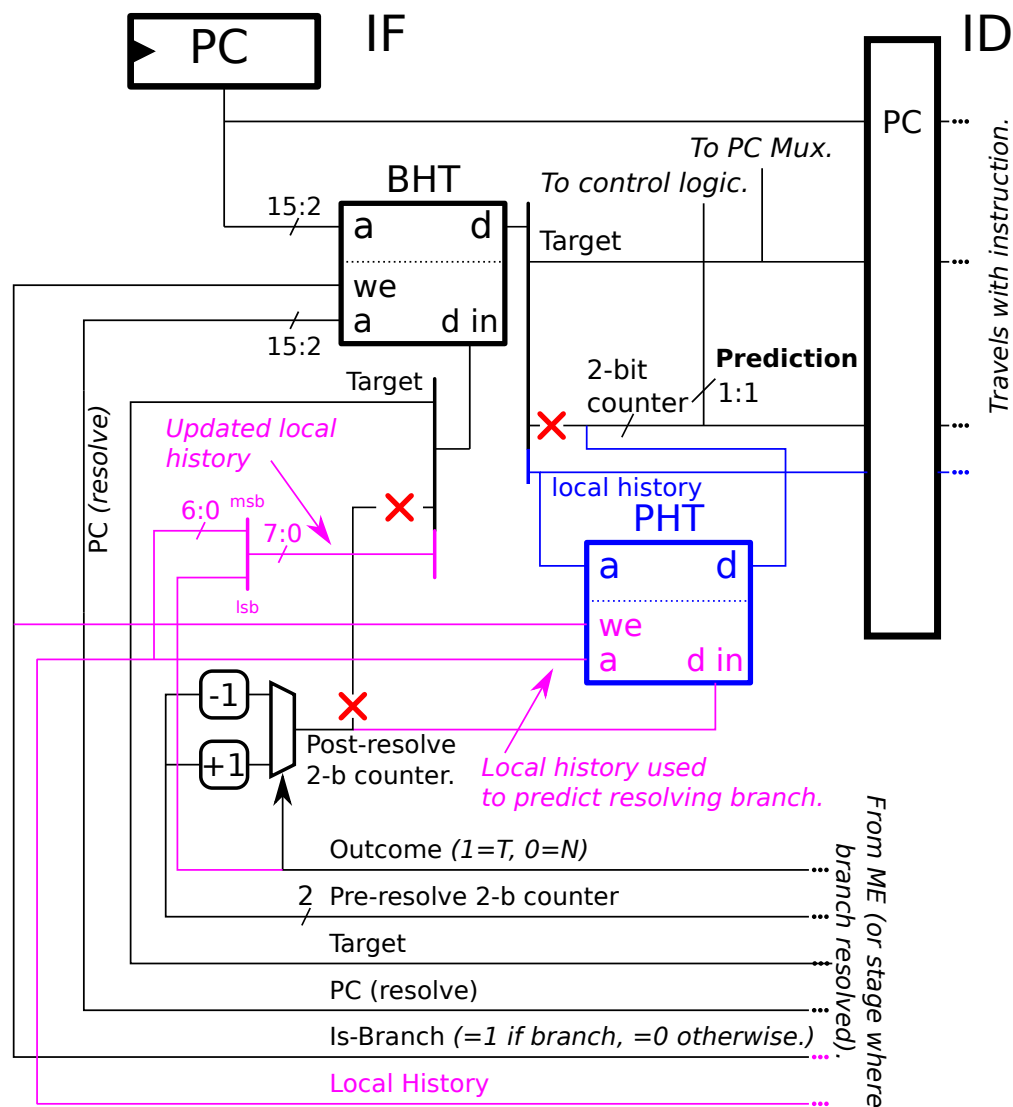 PC
IF
ID
PC
To PC Mux.
To control logic.
BHT
15:2
a
d
Target
we
a
d in
15:2
Travels with instruction.
Target
2-bit
counter
Prediction
1:1
PC (resolve)
Updated local
history
local history
PHT
6:0
msb
7:0
a
d
lsb
we
a
d in
-1
+1
Post-resolve
2-b counter.
Local history used
to predict resolving branch.
From ME (or stage where
branch resolved).
Outcome (1=T, 0=N)
2
Pre-resolve 2-b counter
Target
PC (resolve)
Is-Branch (=1 if branch, =0 otherwise.)
Local History